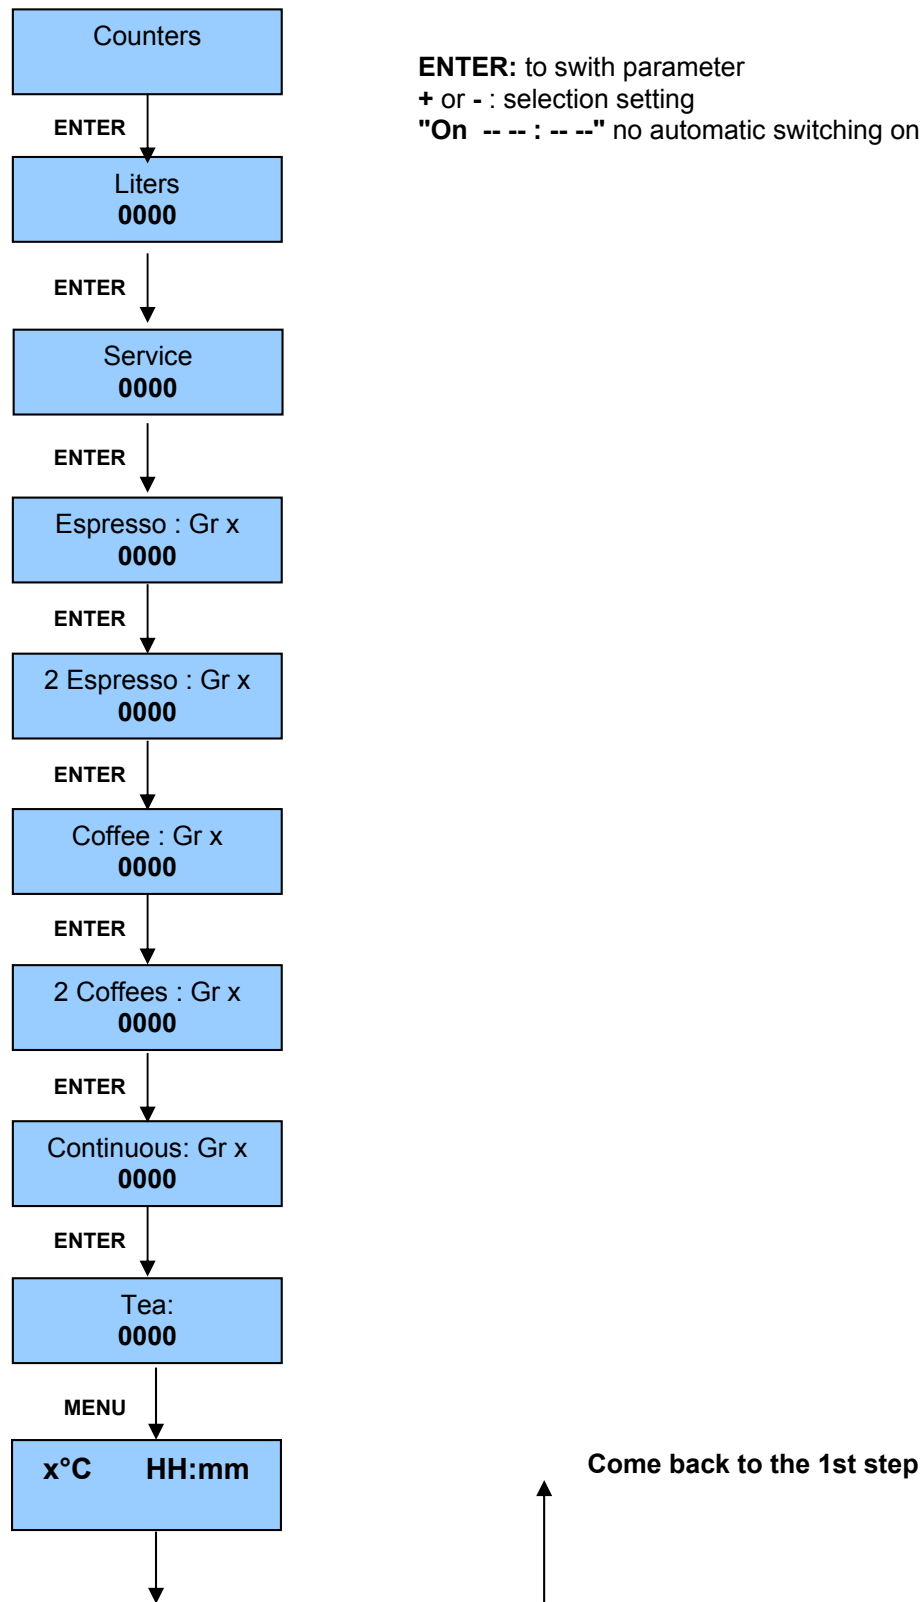 Counters
ENTER: to swith parameter
+ or - : selection setting
"On -- -- : -- --" no automatic switching on
ENTER
Liters
0000
ENTER
Service
0000
ENTER
Espresso : Gr x
0000
ENTER
2 Espresso : Gr x
0000
ENTER
Coffee : Gr x
0000
ENTER
2 Coffees : Gr x
0000
ENTER
Continuous: Gr x
0000
ENTER
Tea:
0000
MENU
x°C HH:mm
Come back to the 1st step